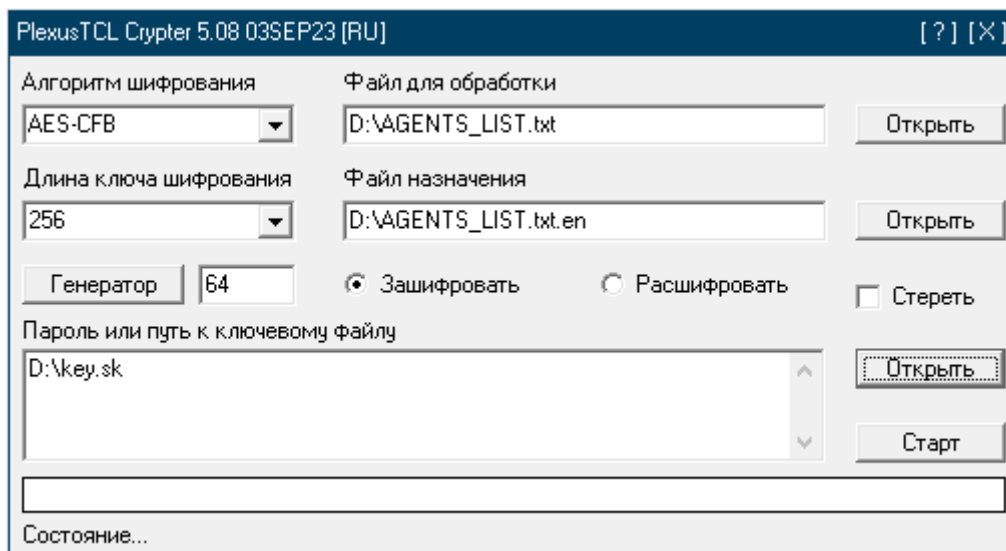 PlexusTCL Crypter 5.08 03SEP23 [RU] [ ? ] [ X ]
Алгоритм шифрования Файл для обработки
AES-CFB D:\AGENTS_LIST.txt Открыть
Длина ключа шифрования Файл назначения
256 D:\AGENTS_LIST.txt.en Открыть
Генератор 64 Зашифровать Расшифровать Стереть
Пароль или путь к ключевому файлу
D:\key.sk Открыть
Старт
Состояние...